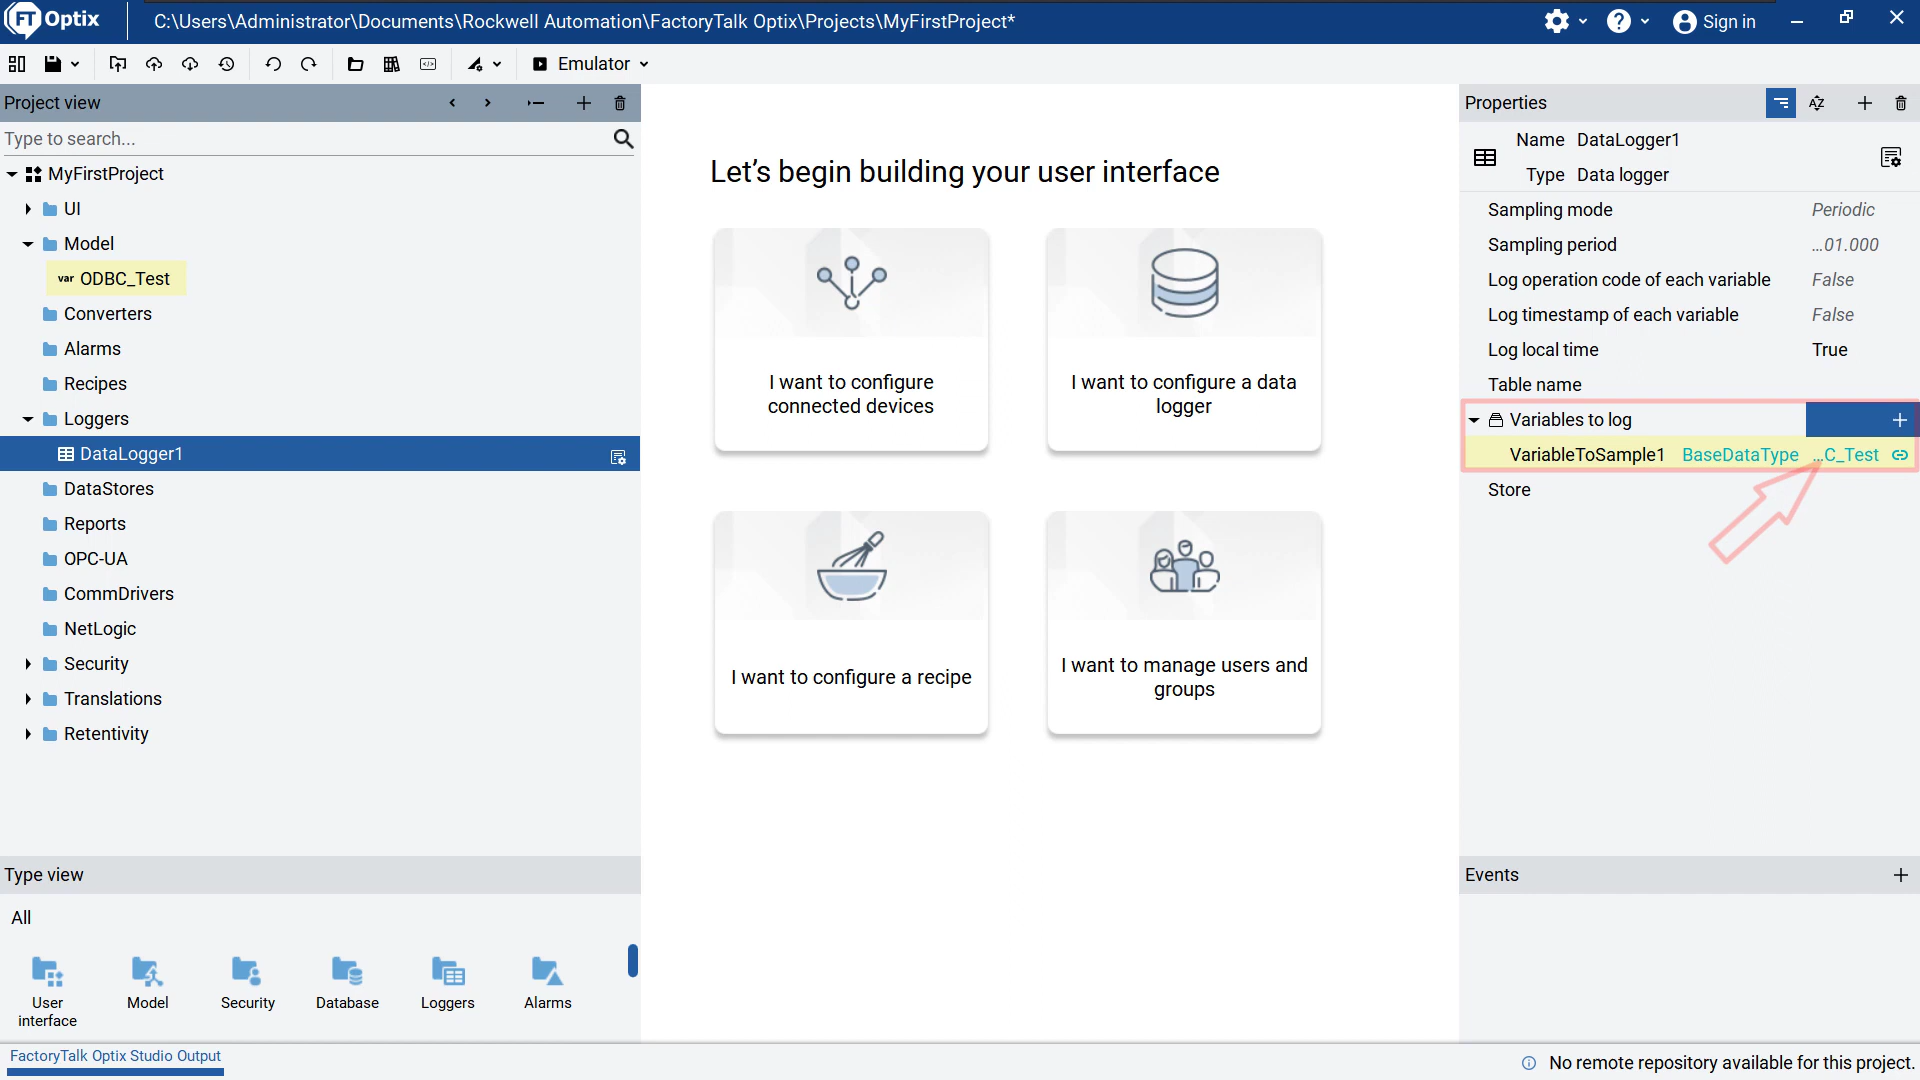 FT Optix
C:\Users\Administrator\Documents\Rockwell Automation\FactoryTalk Optix\Projects\MyFirstProject*
Sign in
Emulator
Project view
Type to search...
MyFirstProject
UI
Model
var ODBC_Test
Converters
Alarms
Recipes
Loggers
DataLogger1
DataStores
Reports
OPC-UA
CommDrivers
NetLogic
Security
Translations
Retentivity
Type view
All
User
interface
Model
Security
Database
Loggers
Alarms
FactoryTalk Optix Studio Output
Let's begin building your user interface
I want to configure
connected devices
I want to configure a data
logger
I want to configure a recipe
I want to manage users and
groups
Properties
Name DataLogger1
Type Data logger
Sampling mode Periodic
Sampling period ...01.000
Log operation code of each variable False
Log timestamp of each variable False
Log local time True
Table name
Variables to log
VariableToSample1 BaseDataType ...C_Test
Store
Events
No remote repository available for this project.